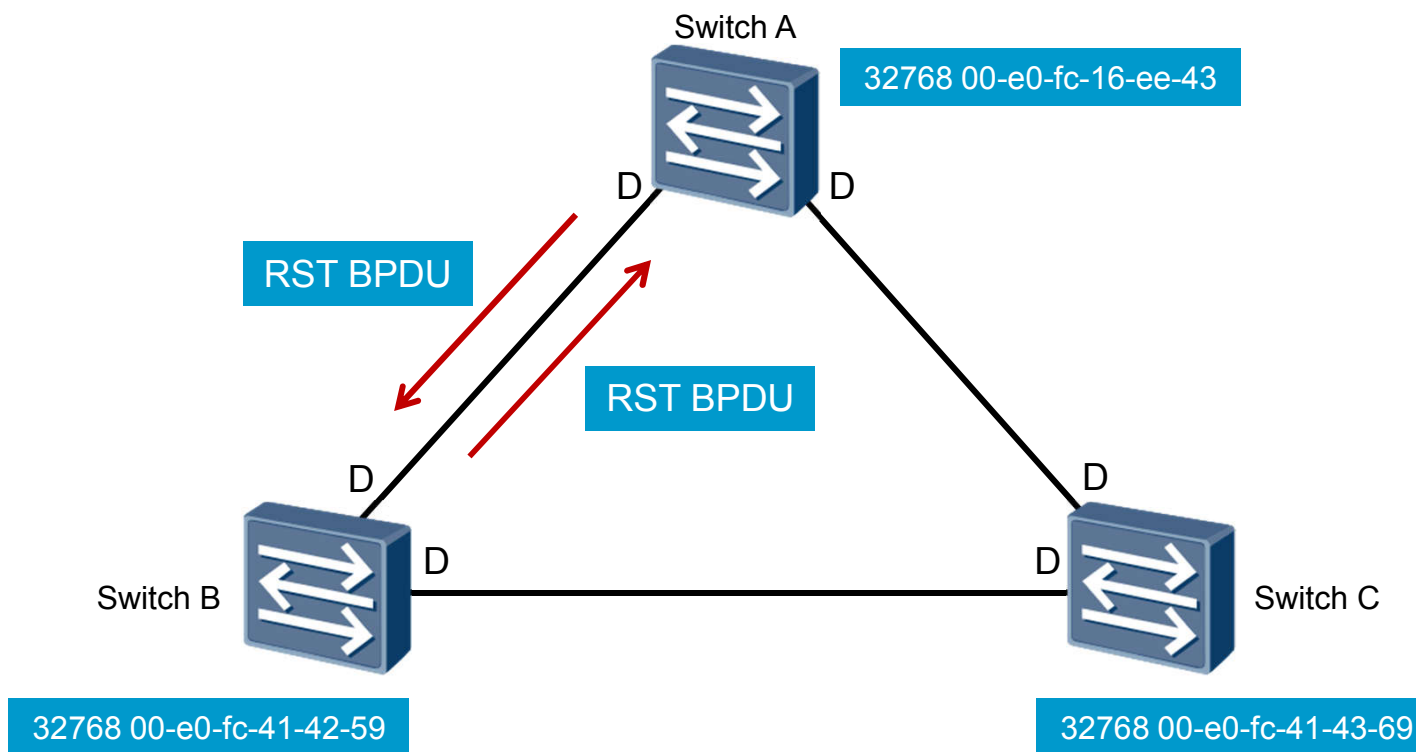 Switch A
32768 00-e0-fc-16-ee-43
D
D
RST BPDU
RST BPDU
D
D
D
D
Switch B
Switch C
32768 00-e0-fc-41-42-59
32768 00-e0-fc-41-43-69